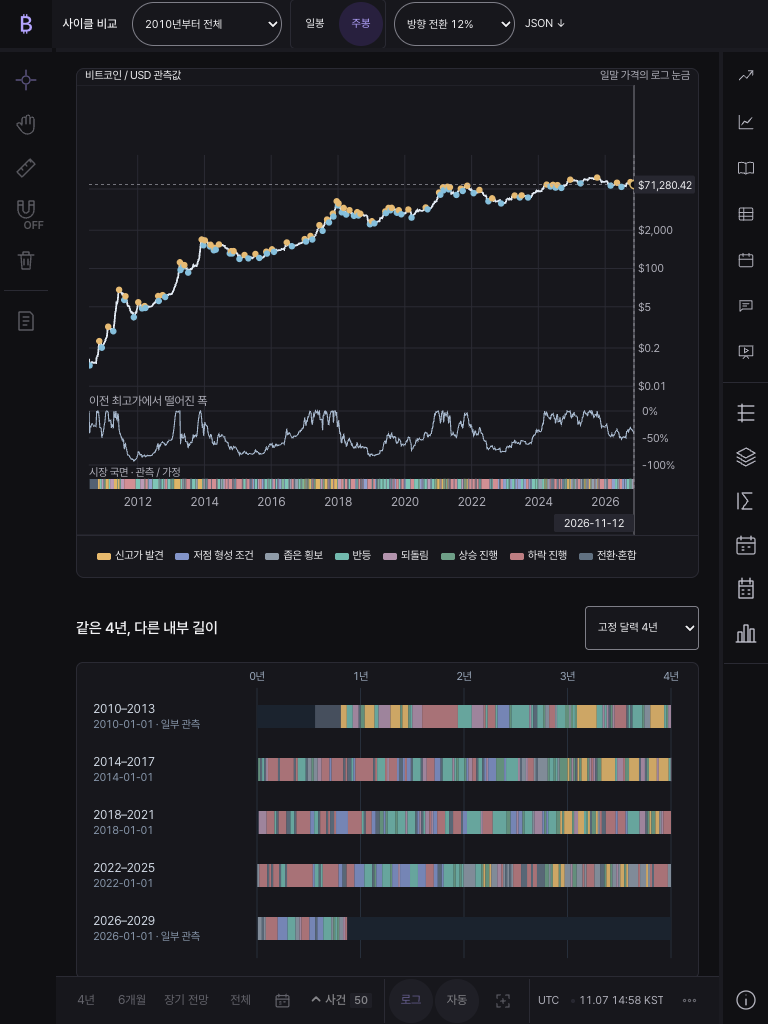 사이클 비교
2010년부터 전체
일봉
주봉
방향 전환 12%
JSON ↓
비트코인 / USD 관측값
일말 가격의 로그 눈금
$71,280.42
$2,000
$100
$5
$0.2
$0.01
이전 최고가에서 떨어진 폭
0%
-50%
-100%
시장 국면 · 관측 / 가정
2012 2014 2016 2018 2020 2022 2024 2026
2026-11-12
신고가 발견
저점 형성 조건
좁은 횡보
반등
되돌림
상승 진행
하락 진행
전환·혼합
OFF
같은 4년, 다른 내부 길이
고정 달력 4년
0년 1년 2년 3년 4년
2010–2013
2010-01-01 · 일부 관측
2014–2017
2014-01-01
2018–2021
2018-01-01
2022–2025
2022-01-01
2026–2029
2026-01-01 · 일부 관측
4년
6개월
장기 전망
전체
사건 50
로그
자동
UTC
11.07 14:58 KST